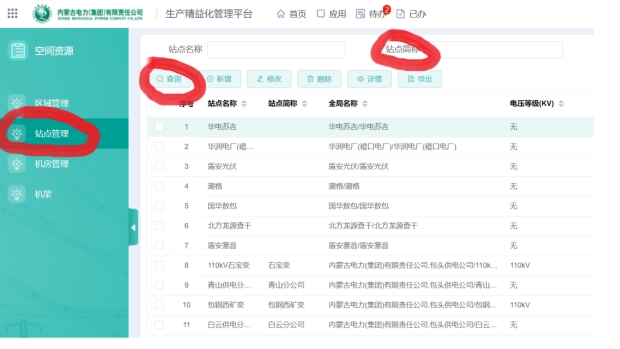 内蒙古电力(集团)有限责任公司 生产精益化管理平台 首页 应用 待办 2 已办
INNER MONGOLIA POWER (GROUP) CO.,LTD
空间资源
站点名称 站点简称
查询 新增 修改 删除 详情 导出
区域管理
站点管理
机房管理
机架
序号 站点名称 站点简称 全局名称 电压等级(KV)
1 华电苏吉 华电苏吉/华电苏吉 无
2 华润电厂(磴... 华润电厂(磴口电厂)/华润电厂(磴口电厂) 无
3 盾安光伏 盾安光伏/盾安光伏 无
4 潮格 潮格/潮格 无
5 国华敖包 国华敖包/国华敖包 无
6 北方龙源查干 北方龙源查干/北方龙源查干 无
7 盾安塞音 盾安塞音/盾安塞音 无
8 110kV石宝变 石宝变 内蒙古电力(集团)有限责任公司.包头供电公司/110k... 110kV
9 青山供电分... 青山分公司 内蒙古电力(集团)有限责任公司.包头供电公司/青山... 无
10 包钢西矿变 包钢西矿变 内蒙古电力(集团)有限责任公司.包头供电公司/包钢... 110kV
11 白云供电分... 白云分公司 内蒙古电力(集团)有限责任公司.包头供电公司/白云... 无